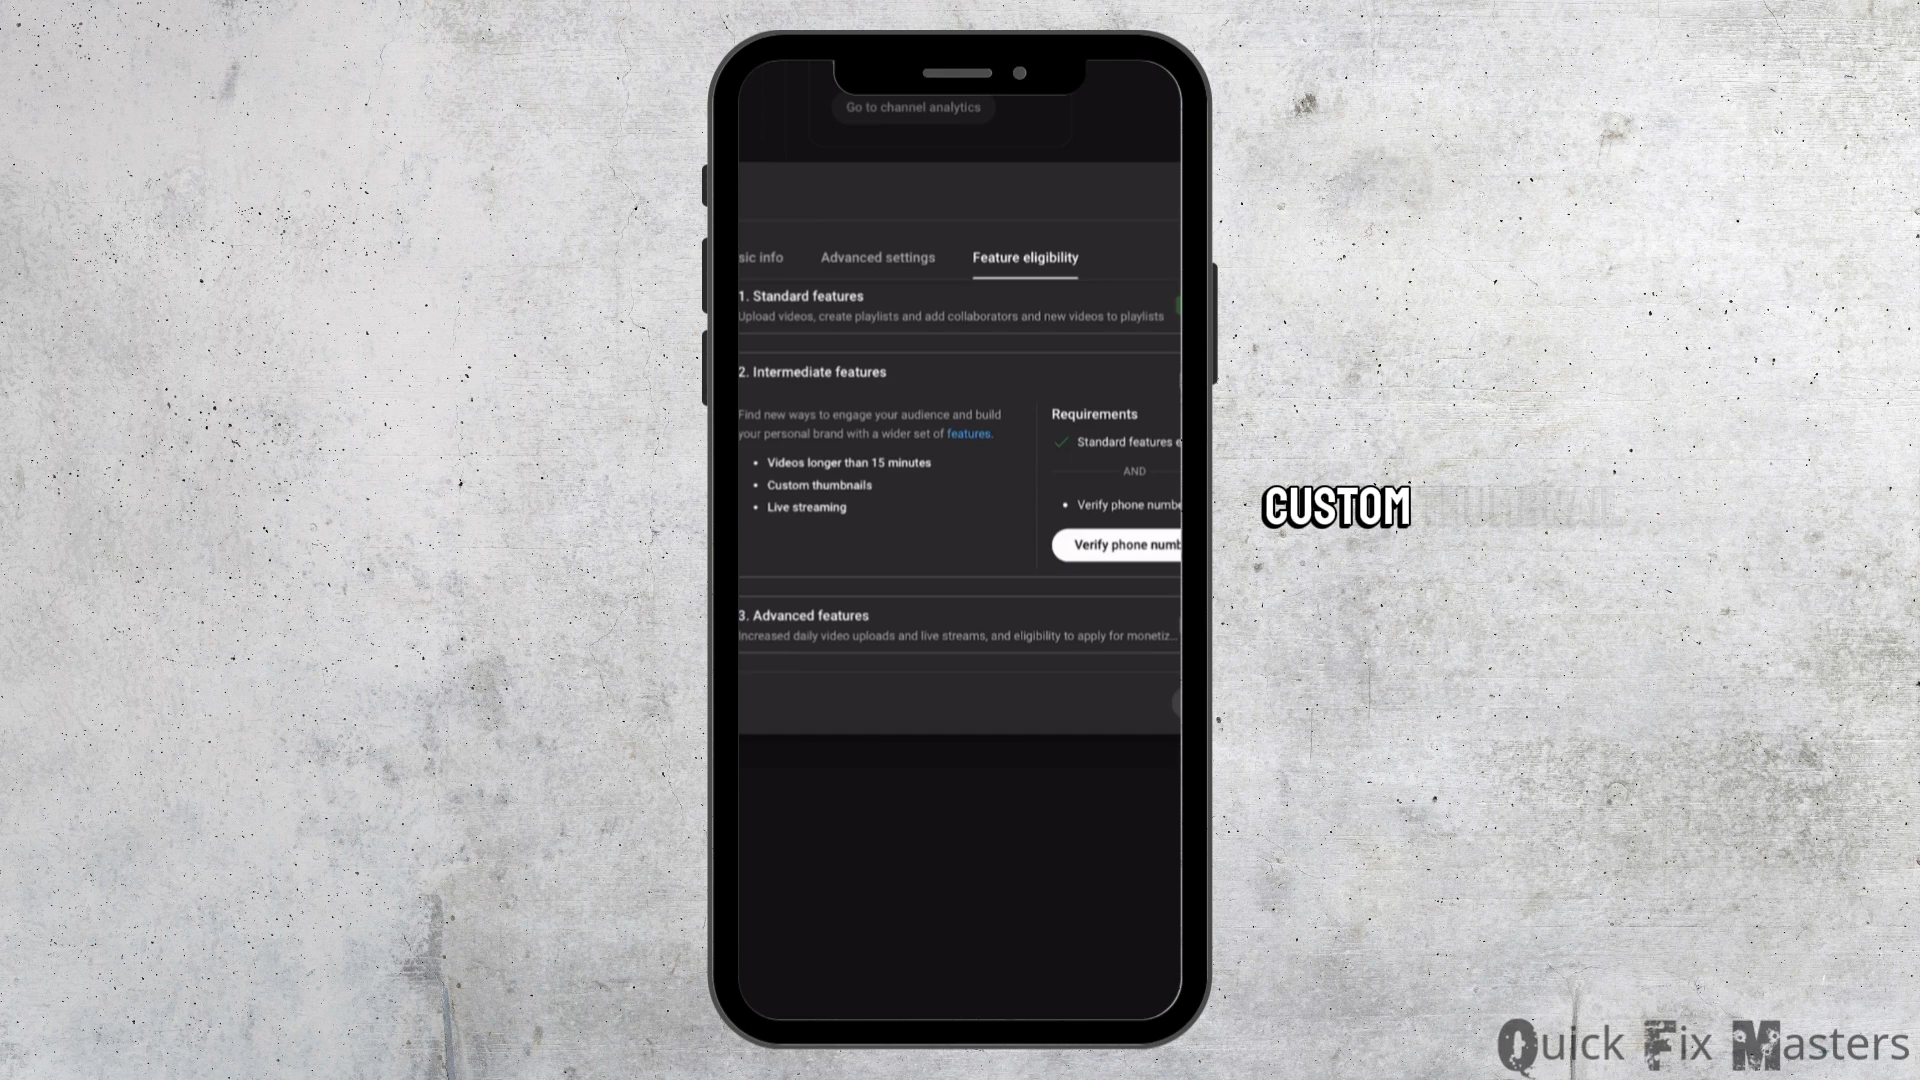 Go to channel analytics
sic info Advanced settings Feature eligibility
1. Standard features
Upload videos, create playlists and add collaborators and new videos to playlists
2. Intermediate features
Find new ways to engage your audience and build
your personal brand with a wider set of features.
• Videos longer than 15 minutes
• Custom thumbnails
• Live streaming
Requirements
Standard features e
AND
• Verify phone numbe
Verify phone numb
3. Advanced features
Increased daily video uploads and live streams, and eligibility to apply for monetiz...
CUSTOM
Quick Fix Masters